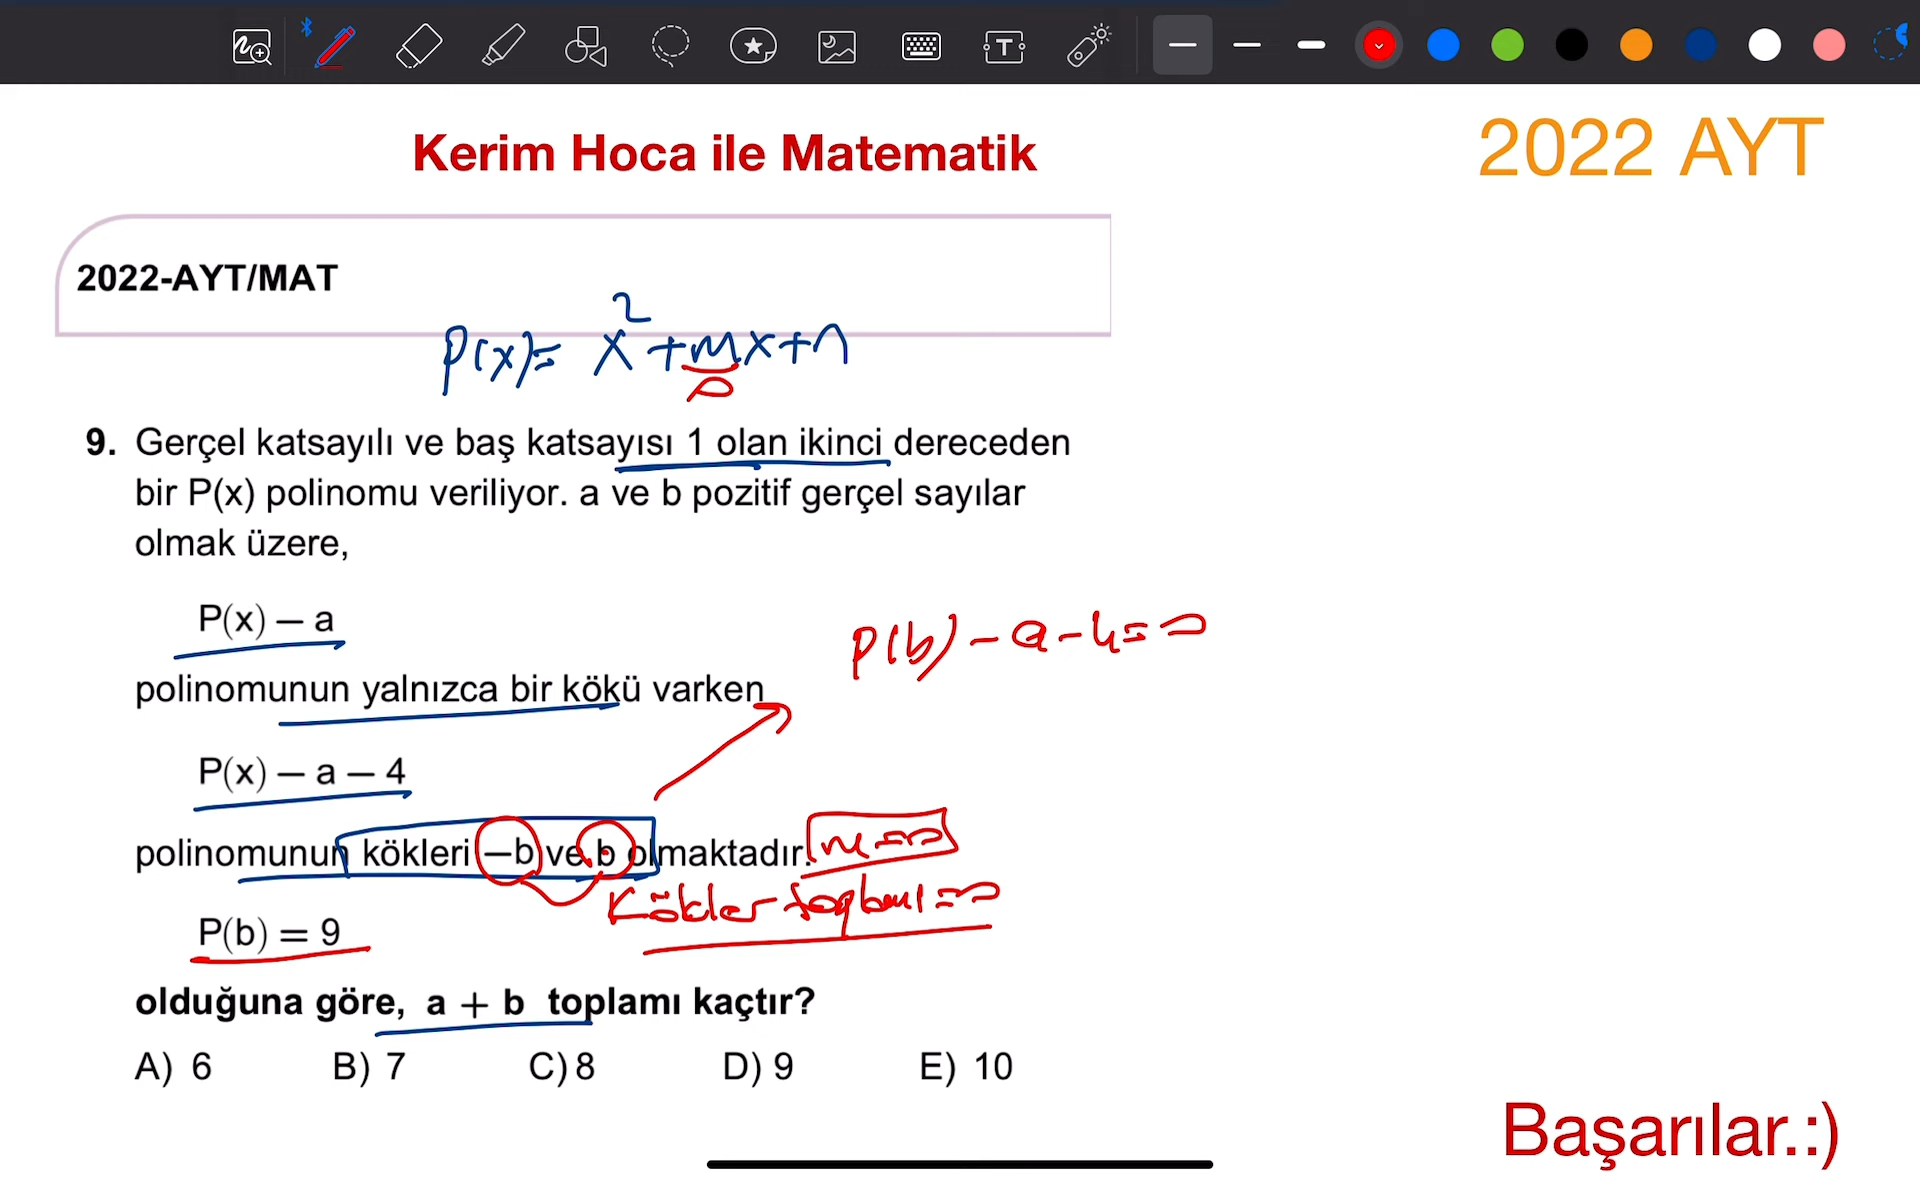 Kerim Hoca ile Matematik
2022 AYT
2022-AYT/MAT
P(x)= x² +mx+n
0
9. Gerçel katsayılı ve baş katsayısı 1 olan ikinci dereceden
bir P(x) polinomu veriliyor. a ve b pozitif gerçel sayılar
olmak üzere,
P(x) – a
P(b)-a-4=0
polinomunun yalnızca bir kökü varken
P(x) – a – 4
polinomunun kökleri –b ve b olmaktadır.
m=0
Kökler toplamı=0
P(b) = 9
olduğuna göre, a + b toplamı kaçtır?
A) 6 B) 7 C) 8 D) 9 E) 10
Başarılar.:)